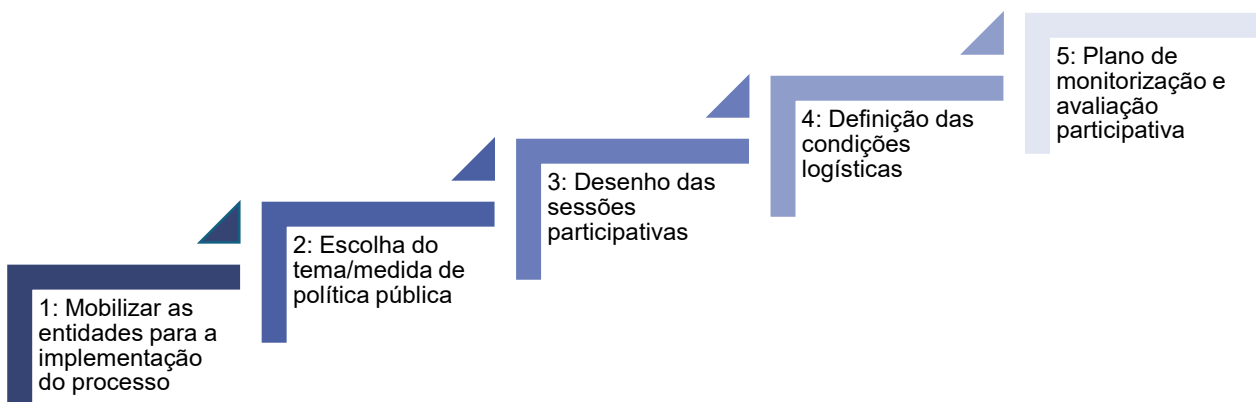 1: Mobilizar as
entidades para a
implementação
do processo
2: Escolha do
tema/medida de
política pública
3: Desenho das
sessões
participativas
4: Definição das
condições
logísticas
5: Plano de
monitorização e
avaliação
participativa